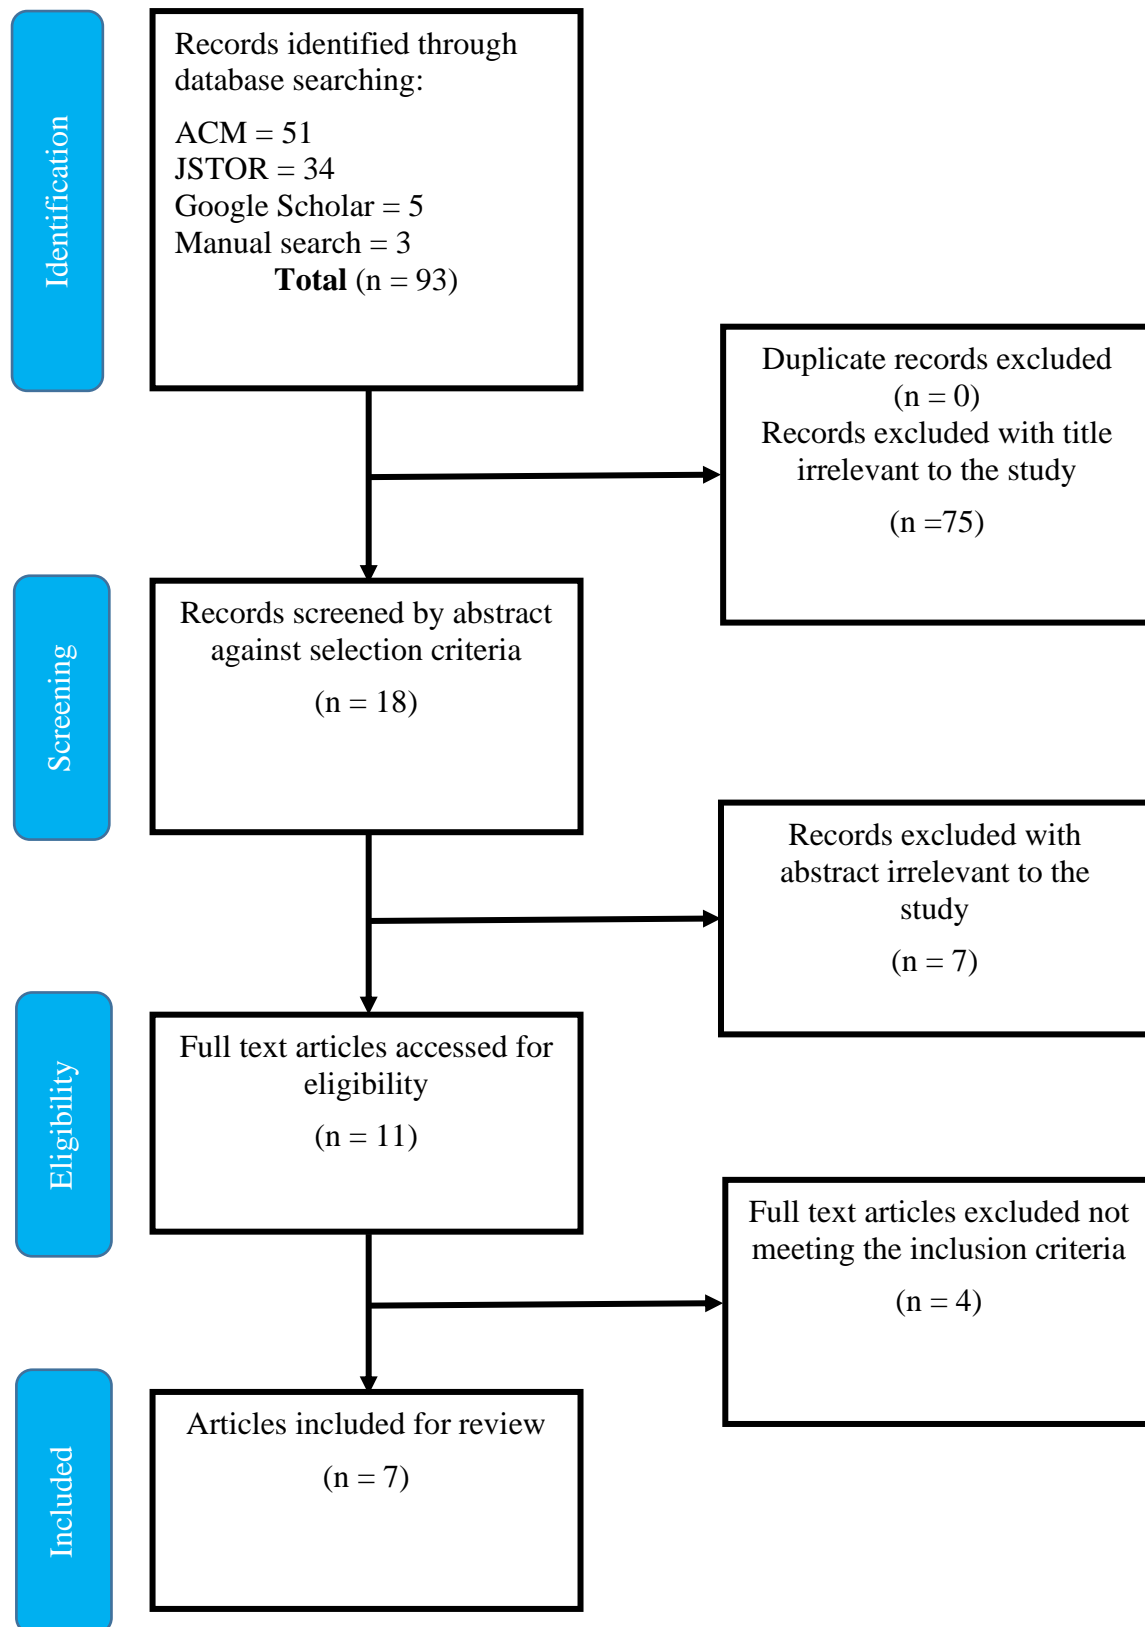 Identification
Records identified through
database searching:
ACM = 51
JSTOR = 34
Google Scholar = 5
Manual search = 3
Total (n = 93)
Duplicate records excluded
(n = 0)
Records excluded with title
irrelevant to the study
(n =75)
Screening
Records screened by abstract
against selection criteria
(n = 18)
Records excluded with
abstract irrelevant to the
study
(n = 7)
Eligibility
Full text articles accessed for
eligibility
(n = 11)
Full text articles excluded not
meeting the inclusion criteria
(n = 4)
Included
Articles included for review
(n = 7)